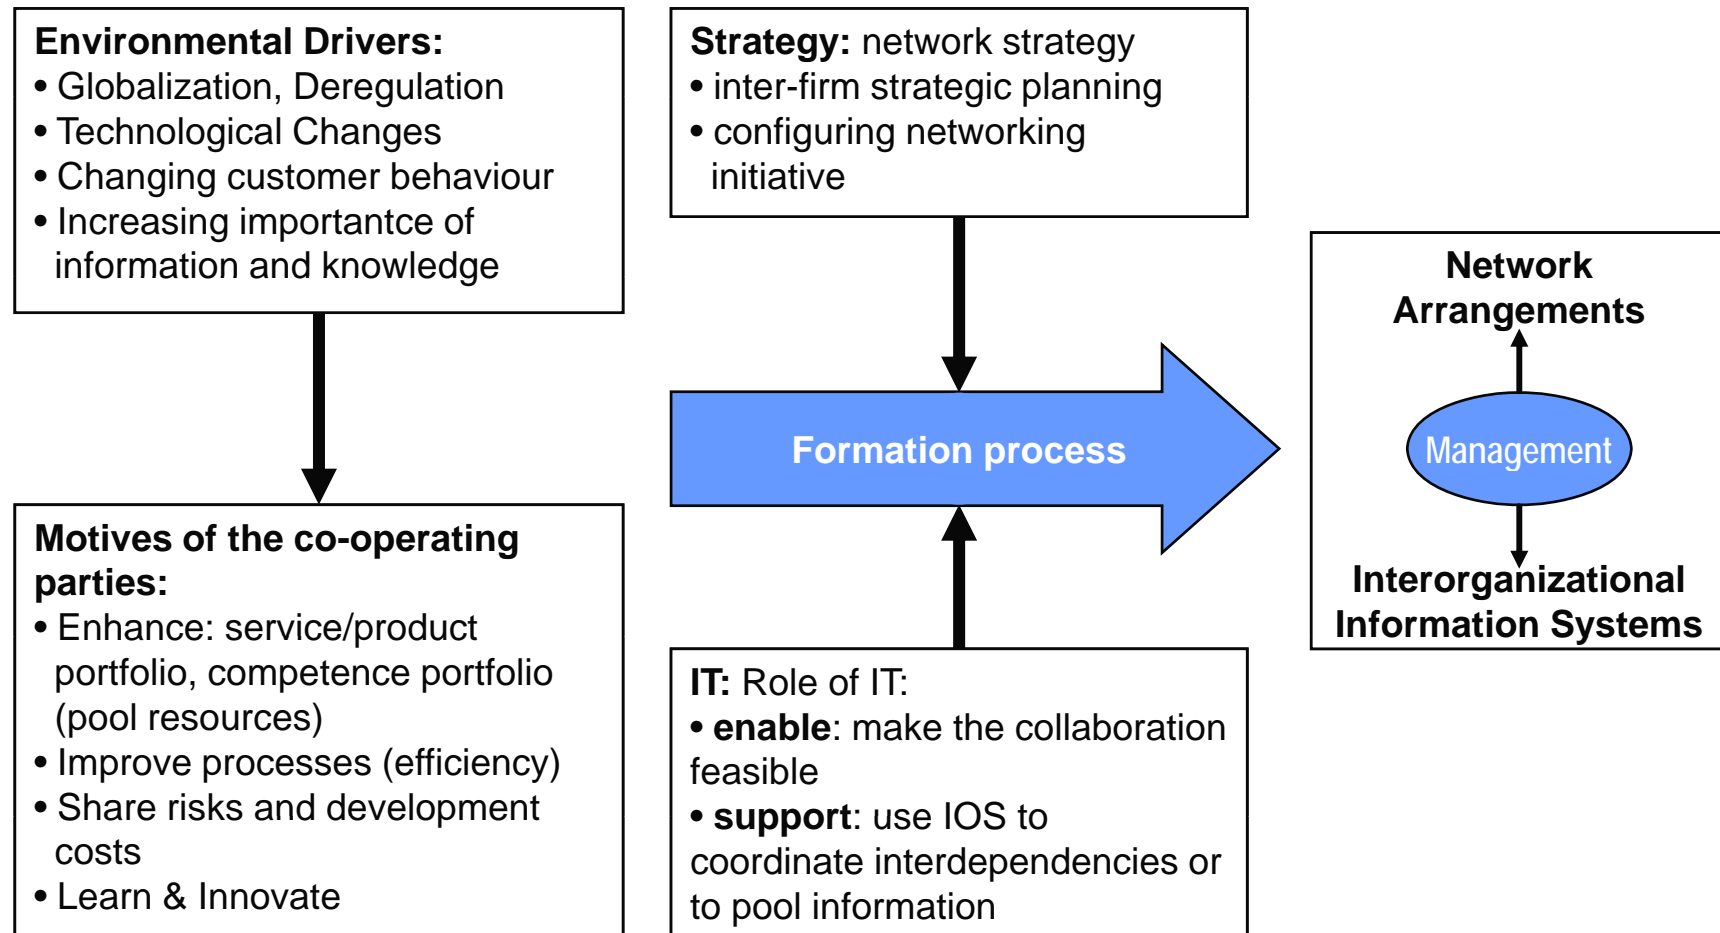 Environmental Drivers:
• Globalization, Deregulation
• Technological Changes
• Changing customer behaviour
• Increasing importantce of
information and knowledge
Motives of the co-operating
parties:
• Enhance: service/product
portfolio, competence portfolio
(pool resources)
• Improve processes (efficiency)
• Share risks and development
costs
• Learn & Innovate
Strategy: network strategy
• inter-firm strategic planning
• configuring networking
initiative
Formation process
IT: Role of IT:
• enable: make the collaboration
feasible
• support: use IOS to
coordinate interdependencies or
to pool information
Network
Arrangements
Management
Interorganizational
Information Systems